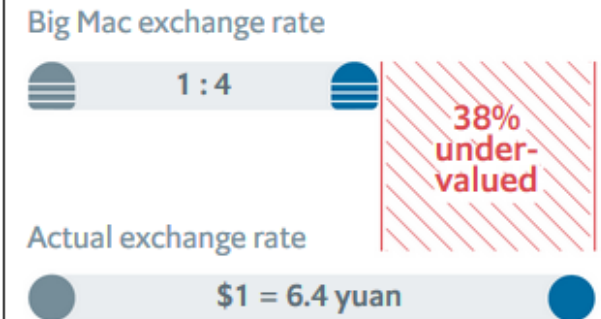 Big Mac exchange rate
1 : 4
38%
under-
valued
Actual exchange rate
$1 = 6.4 yuan